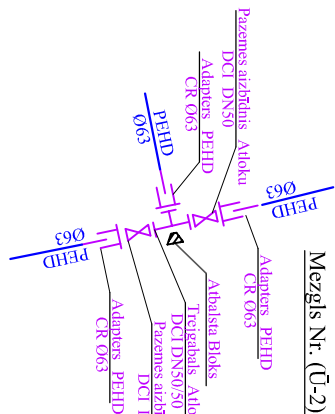 Mezgls Nr. (Ū-2)
Pazemes aizbīdnis Atloku
DCI DN50
Adapters PEHD
CR Ø63
PEHD
Ø63
PEHD
Ø63
Adapters PEHD
CR Ø63
Atbalsta Bloks
Trejgabals Atlo
DCI DN50/50
Pazemes aizbī
DCI I
Adapters PEHD
CR Ø63
PEHD
Ø63